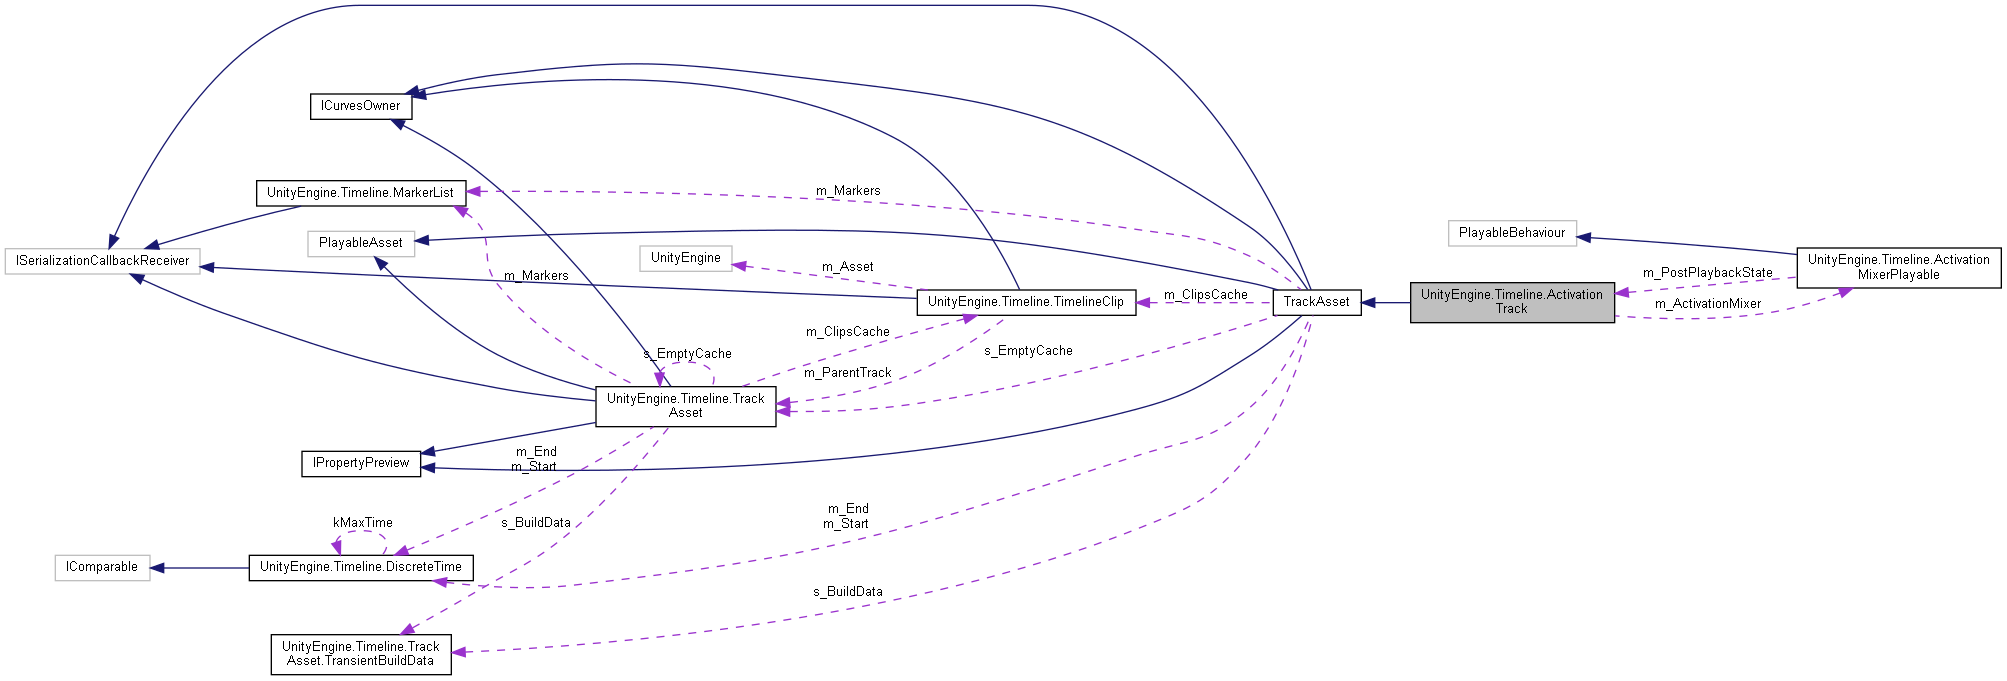 ICurvesOwner
UnityEngine.Timeline.MarkerList
m_Markers
PlayableAsset
PlayableBehaviour
ISerializationCallbackReceiver
UnityEngine
m_Asset
m_Markers
UnityEngine.Timeline.Activation
MixerPlayable
m_PostPlaybackState
m_ActivationMixer
UnityEngine.Timeline.TimelineClip
m_ClipsCache
TrackAsset
UnityEngine.Timeline.Activation
Track
m_ClipsCache
s_EmptyCache
s_EmptyCache
m_ParentTrack
UnityEngine.Timeline.Track
Asset
IPropertyPreview
m_End
m_Start
m_End
m_Start
kMaxTime
s_BuildData
IComparable
UnityEngine.Timeline.DiscreteTime
s_BuildData
UnityEngine.Timeline.Track
Asset.TransientBuildData